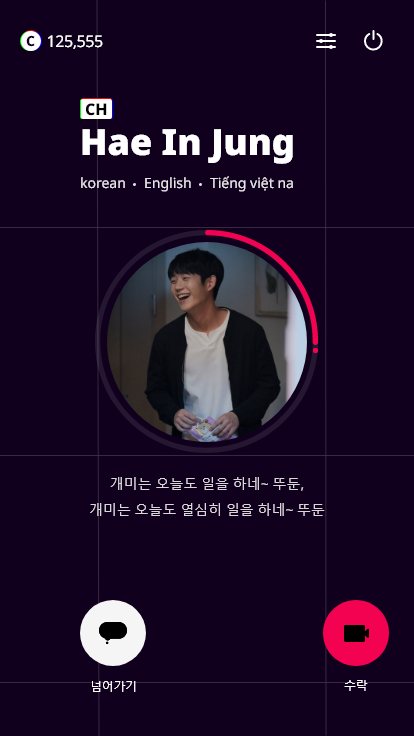 C 125,555
CH
Hae In Jung
korean • English • Tiếng việt na
개미는 오늘도 일을 하네~ 뚜둔,
개미는 오늘도 열심히 일을 하네~ 뚜둔
넘어가기
수락